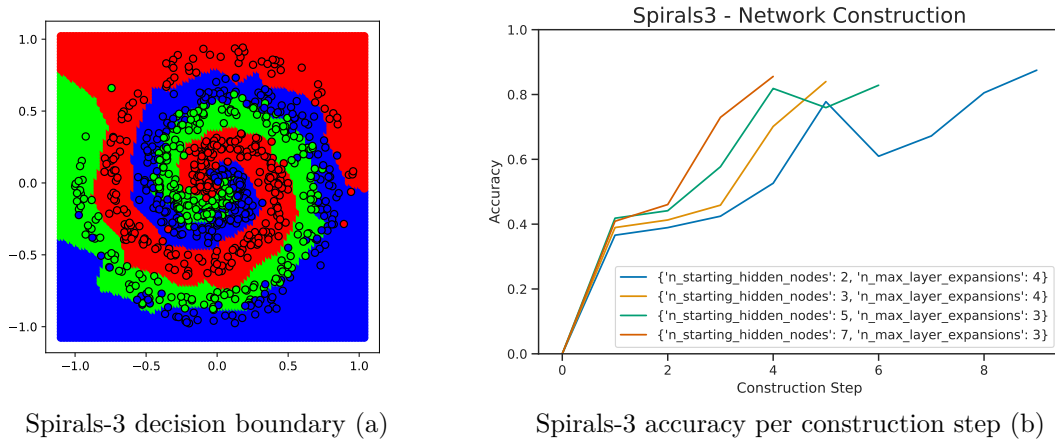 1.0
0.5
0.0
−0.5
−1.0
−1.0 −0.5 0.0 0.5 1.0
Spirals-3 decision boundary (a)
Spirals3 - Network Construction
1.0
0.8
0.6
0.4
0.2
0.0
Accuracy
{'n_starting_hidden_nodes': 2, 'n_max_layer_expansions': 4}
{'n_starting_hidden_nodes': 3, 'n_max_layer_expansions': 4}
{'n_starting_hidden_nodes': 5, 'n_max_layer_expansions': 3}
{'n_starting_hidden_nodes': 7, 'n_max_layer_expansions': 3}
0 2 4 6 8
Construction Step
Spirals-3 accuracy per construction step (b)